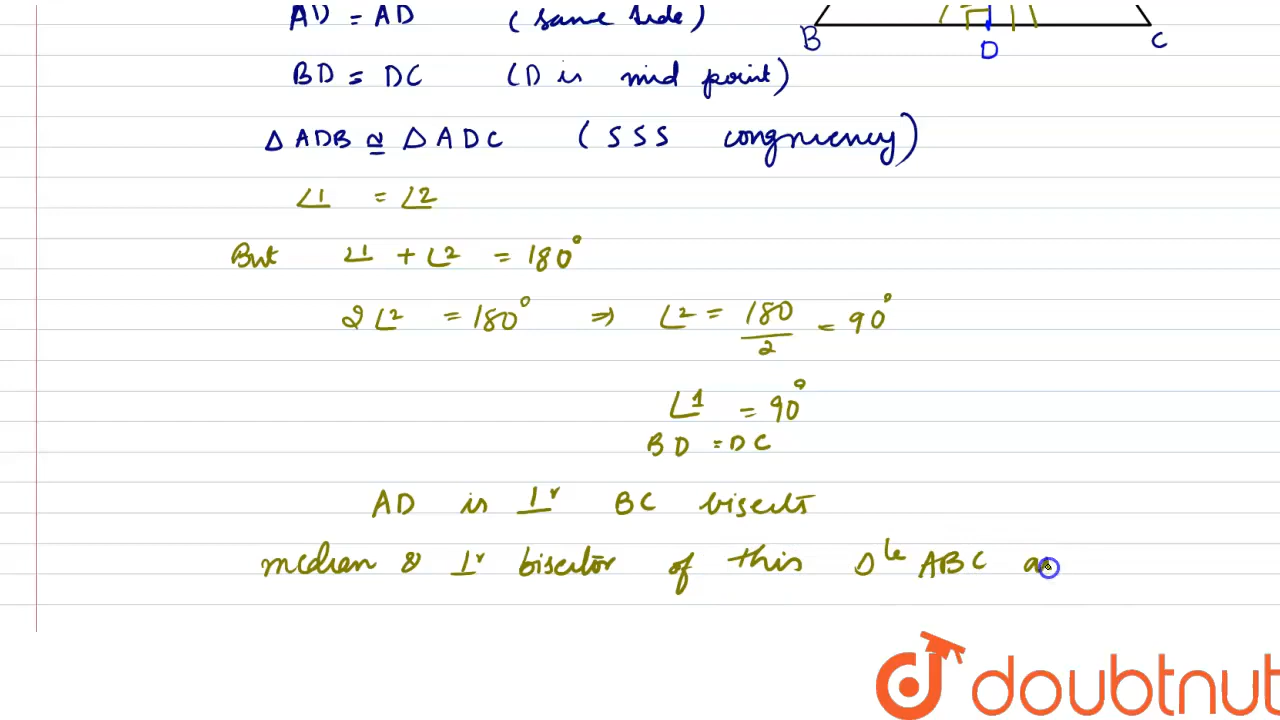 AD = AD (same side)
B D C
BD = DC (D is mid point)
Δ ADB ≅ Δ ADC (SSS congruency)
∠1 = ∠2
But ∠1 + ∠2 = 180°
2∠2 = 180° ⇒ ∠2 = 180/2 = 90°
∠1 = 90°
BD = DC
AD is ⊥r BC bisects
median & ⊥r bisector of this Δle ABC a
doubtnut